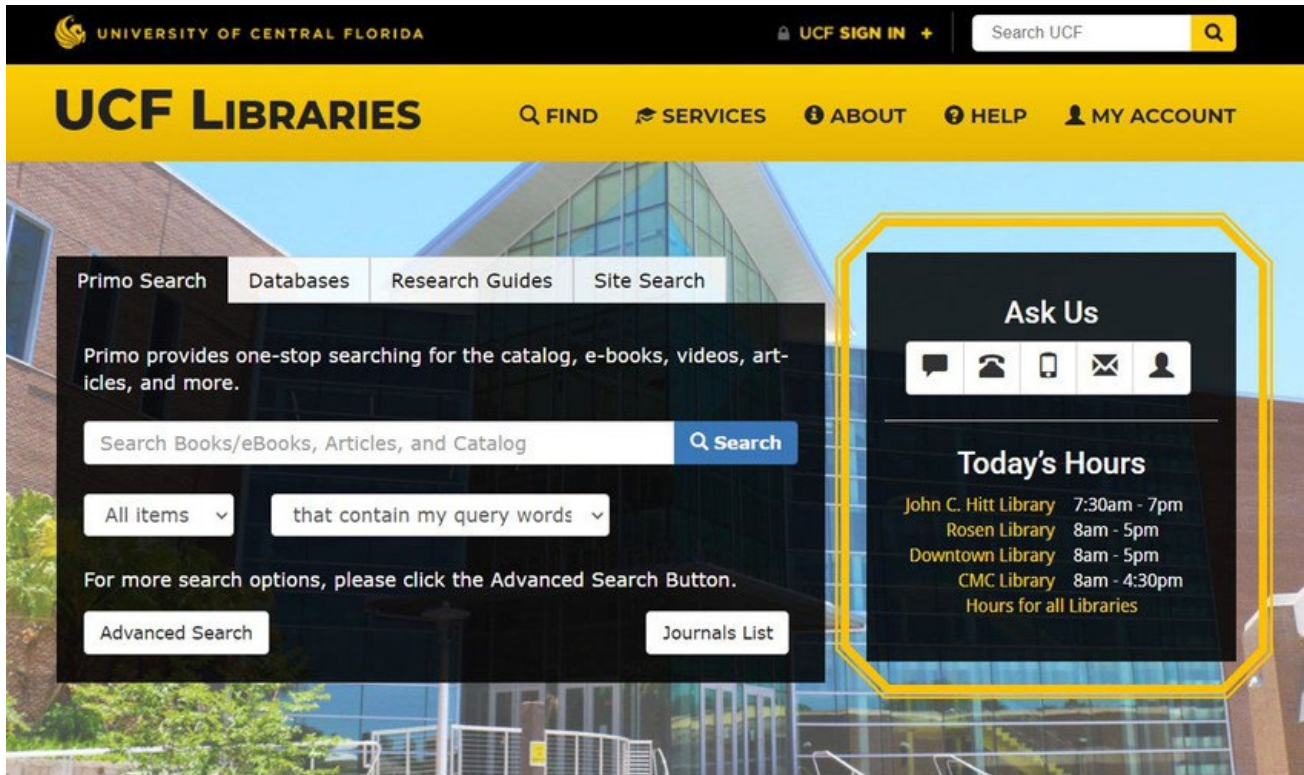 UNIVERSITY OF CENTRAL FLORIDA
UCF SIGN IN +
Search UCF
UCF LIBRARIES
FIND
SERVICES
ABOUT
HELP
MY ACCOUNT
Primo Search
Databases
Research Guides
Site Search
Primo provides one-stop searching for the catalog, e-books, videos, art-
icles, and more.
Search Books/eBooks, Articles, and Catalog
Search
All items
that contain my query words
For more search options, please click the Advanced Search Button.
Advanced Search
Journals List
Ask Us
Today's Hours
John C. Hitt Library 7:30am - 7pm
Rosen Library 8am - 5pm
Downtown Library 8am - 5pm
CMC Library 8am - 4:30pm
Hours for all Libraries